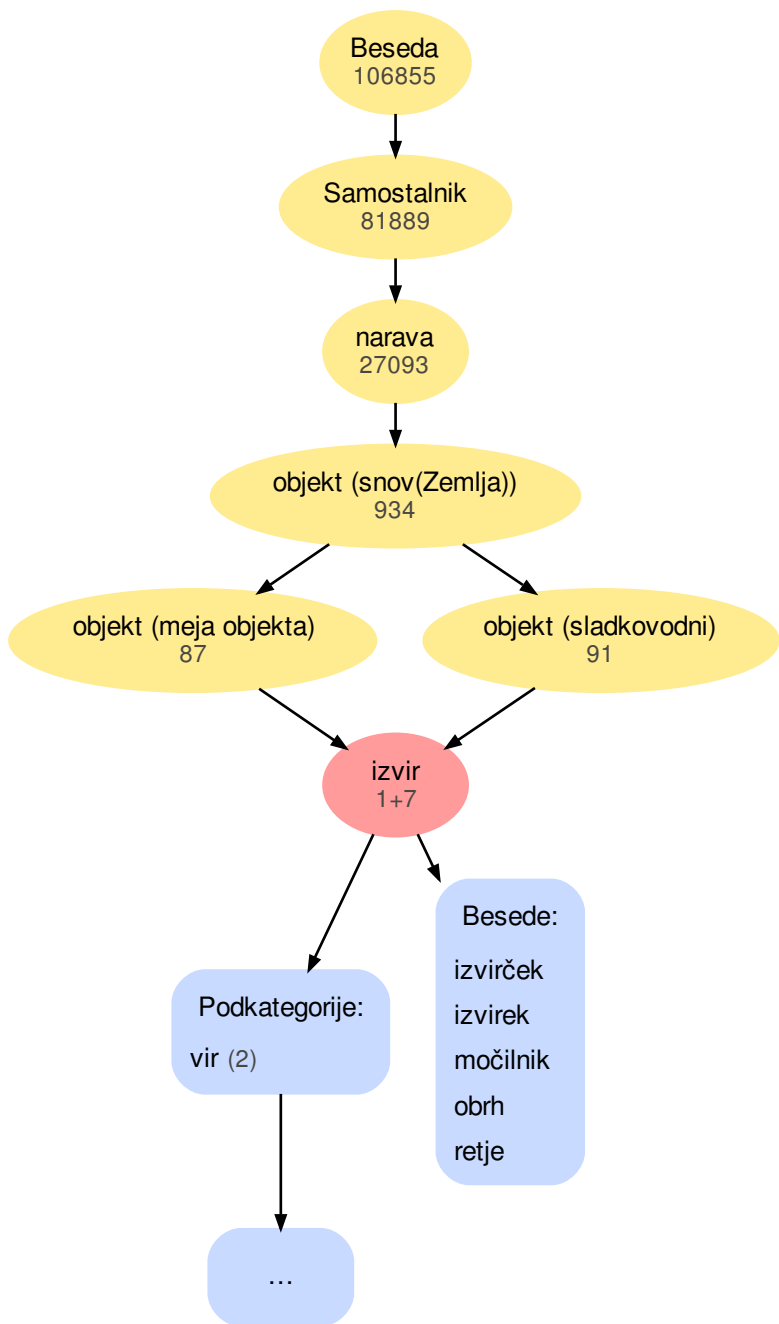 Beseda
106855
Samostalnik
81889
narava
27093
objekt (snov(Zemlja))
934
objekt (meja objekta)
87
objekt (sladkovodni)
91
izvir
1+7
Podkategorije:
vir (2)
Besede:
izvirček
izvirek
močilnik
obrh
retje
…